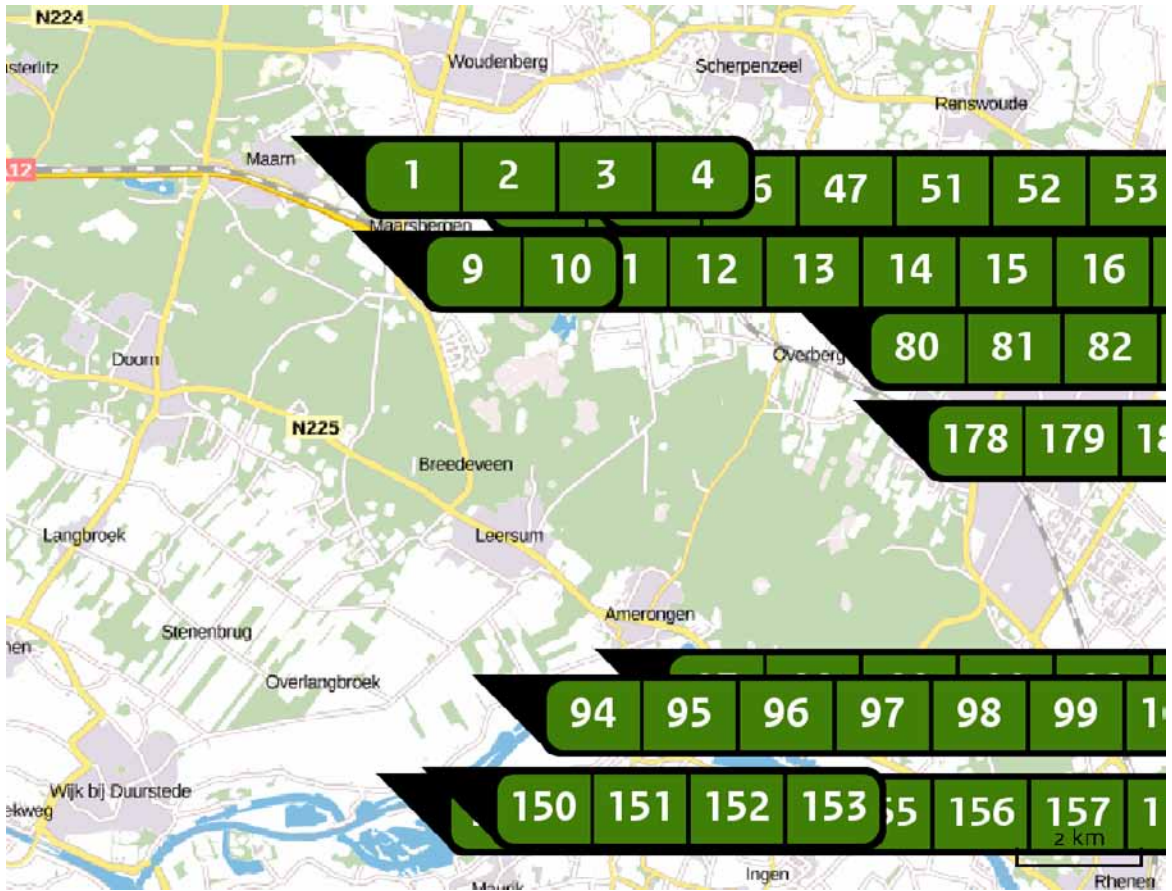 N224
Woudenberg
Scherpenzeel
Renswoude
Maarn
1 2 3 4
47 51 52 53
Maarsbergen
9 10
12 13 14 15 16
Overberg
80 81 82
Doorn
N225
178 179
Breedeveen
Langbroek
Leersum
Amerongen
Stenenbrug
Overlangbroek
94 95 96 97 98 99
Wijk bij Duurstede
150 151 152 153
156 157
2 km
Ingen
Rhenen